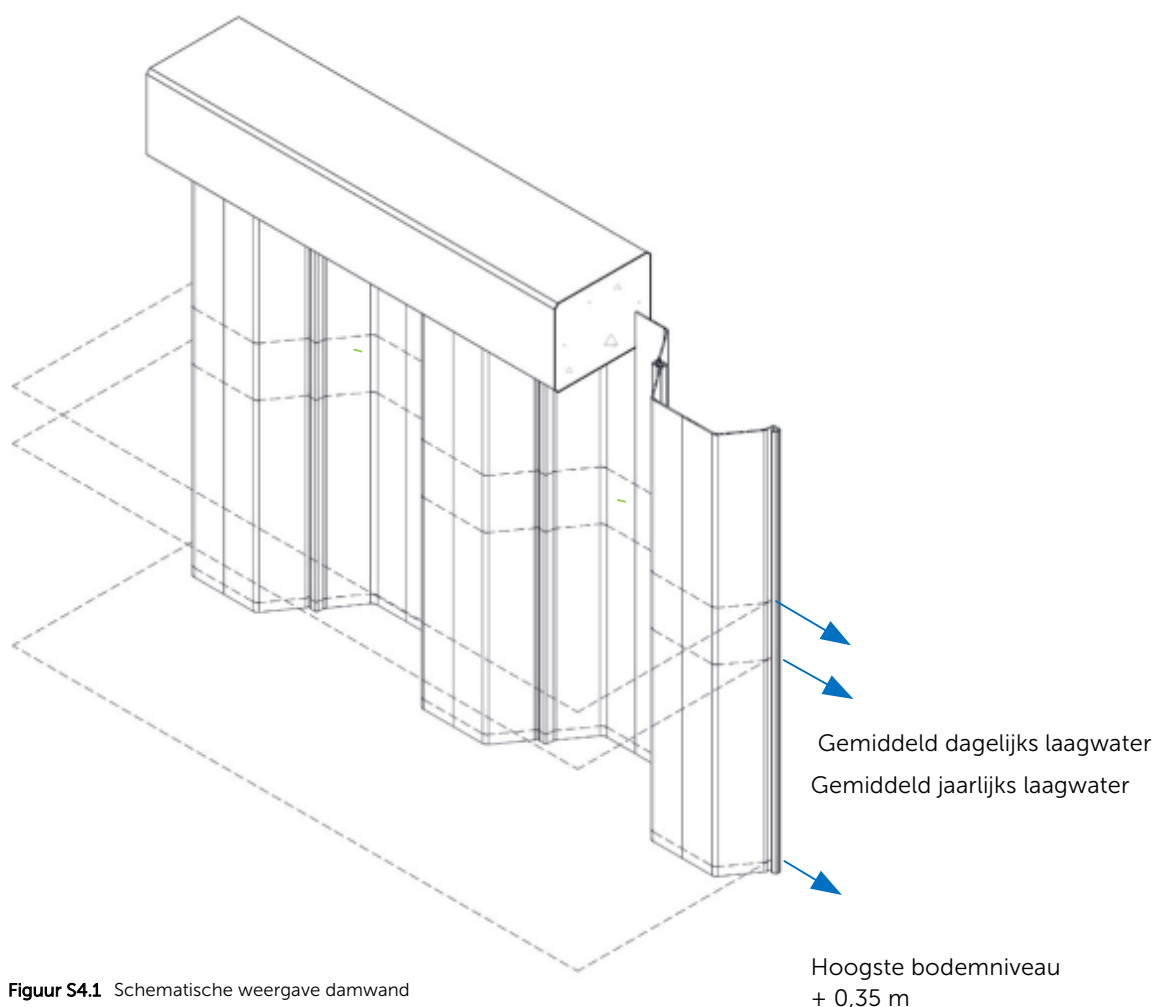 Gemiddeld dagelijks laagwater
Gemiddeld jaarlijks laagwater
Hoogste bodemniveau
+ 0,35 m
Figuur S4.1 Schematische weergave damwand